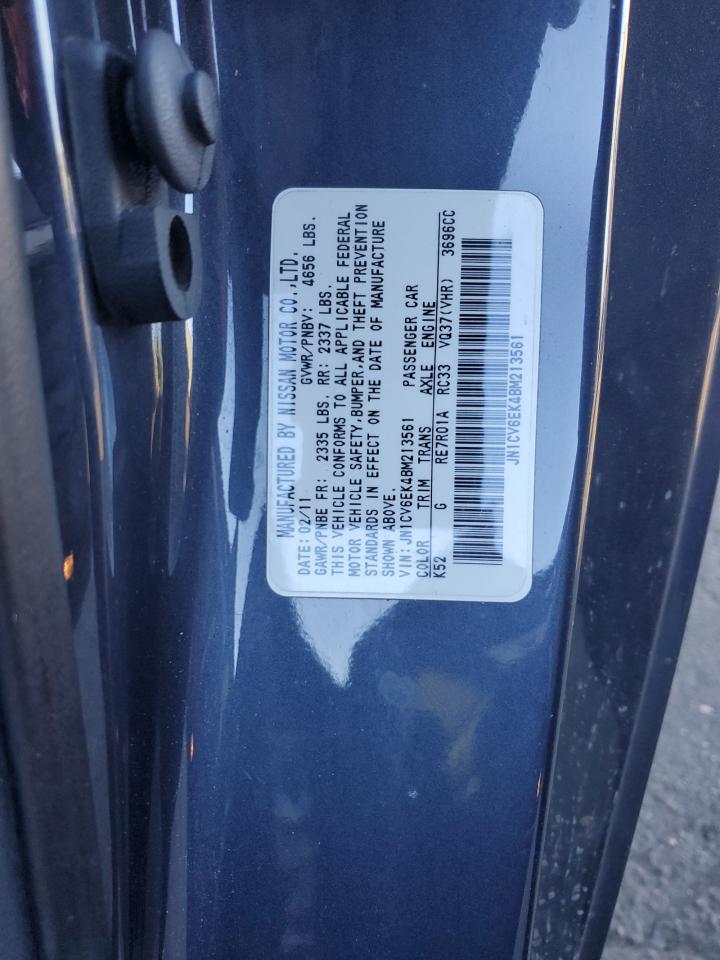 MANUFACTURED BY NISSAN MOTOR CO.,LTD.
DATE: 02/11 GVWR/PNBV: 4656 LBS.
GAWR/PNBE FR: 2335 LBS. RR: 2337 LBS.
THIS VEHICLE CONFORMS TO ALL APPLICABLE FEDERAL
MOTOR VEHICLE SAFETY,BUMPER,AND THEFT PREVENTION
STANDARDS IN EFFECT ON THE DATE OF MANUFACTURE
SHOWN ABOVE.
VIN:JN1CV6EK4BM213561 PASSENGER CAR
COLOR TRIM TRANS AXLE ENGINE
K52 G RE7R01A RC33 VQ37(VHR) 3696CC
JN1CV6EK4BM213561